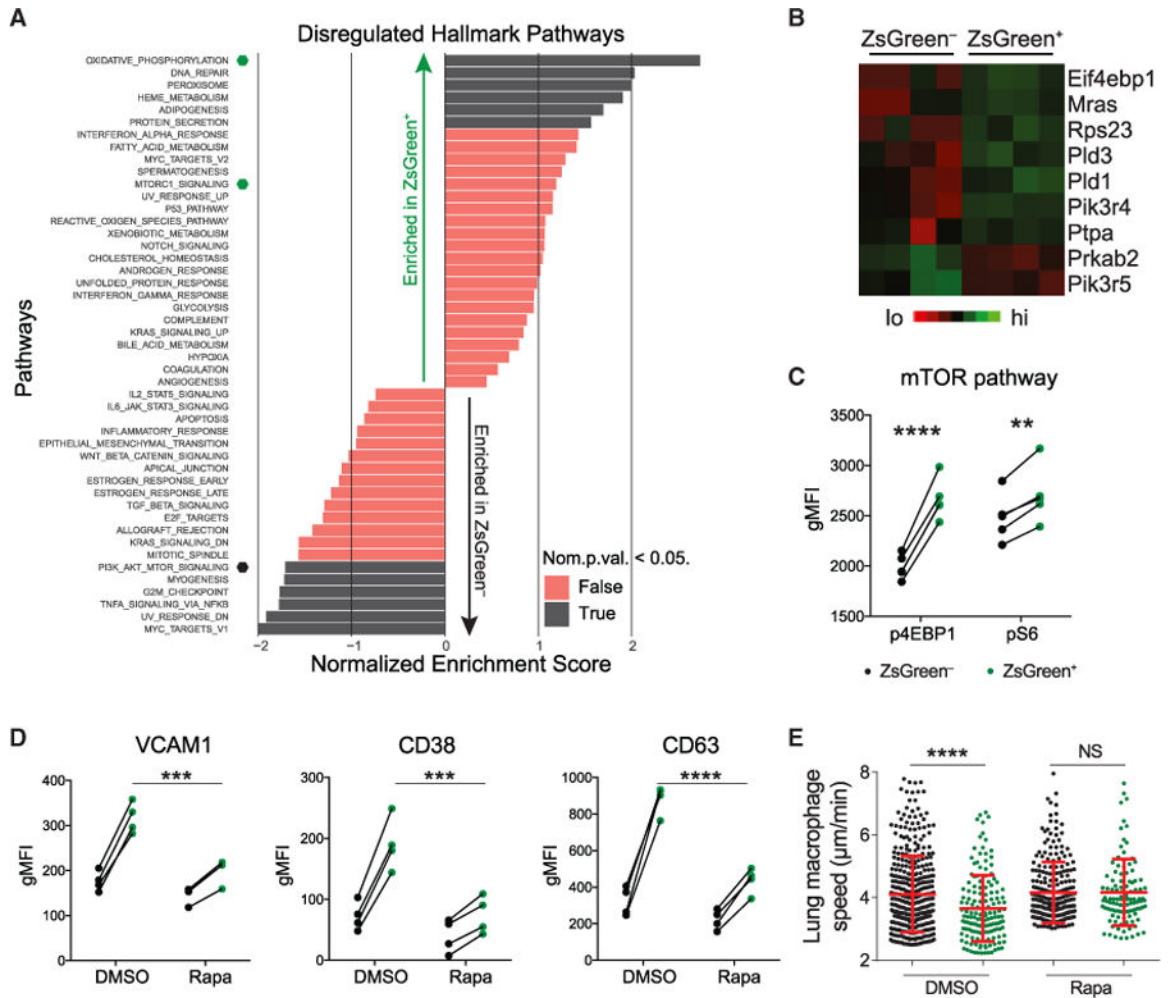 A
Disregulated Hallmark Pathways
OXIDATIVE_PHOSPHORYLATION
DNA_REPAIR
PEROXISOME
HEME_METABOLISM
ADIPOGENESIS
PROTEIN_SECRETION
INTERFERON_ALPHA_RESPONSE
FATTY_ACID_METABOLISM
MYC_TARGETS_V2
SPERMATOGENESIS
MTORC1_SIGNALING
UV_RESPONSE_UP
P53_PATHWAY
REACTIVE_OXIGEN_SPECIES_PATHWAY
XENOBIOTIC_METABOLISM
NOTCH_SIGNALING
CHOLESTEROL_HOMEOSTASIS
ANDROGEN_RESPONSE
UNFOLDED_PROTEIN_RESPONSE
INTERFERON_GAMMA_RESPONSE
GLYCOLYSIS
COMPLEMENT
KRAS_SIGNALING_UP
BILE_ACID_METABOLISM
HYPOXIA
COAGULATION
ANGIOGENESIS
IL2_STAT5_SIGNALING
IL6_JAK_STAT3_SIGNALING
APOPTOSIS
INFLAMMATORY_RESPONSE
EPITHELIAL_MESENCHYMAL_TRANSITION
WNT_BETA_CATENIN_SIGNALING
APICAL_JUNCTION
ESTROGEN_RESPONSE_EARLY
ESTROGEN_RESPONSE_LATE
TGF_BETA_SIGNALING
E2F_TARGETS
ALLOGRAFT_REJECTION
KRAS_SIGNALING_DN
MITOTIC_SPINDLE
PI3K_AKT_MTOR_SIGNALING
MYOGENESIS
G2M_CHECKPOINT
TNFA_SIGNALING_VIA_NFKB
UV_RESPONSE_DN
MYC_TARGETS_V1
Pathways
Enriched in ZsGreen⁺
Enriched in ZsGreen⁻
Nom.p.val. < 0.05.
False
True
−2 −1 0 1 2
Normalized Enrichment Score
B
ZsGreen⁻ ZsGreen⁺
Eif4ebp1
Mras
Rps23
Pld3
Pld1
Pik3r4
Ptpa
Prkab2
Pik3r5
lo hi
C
mTOR pathway
gMFI
3500
3000
2500
2000
1500
**** **
p4EBP1 pS6
ZsGreen⁻ ZsGreen⁺
D
VCAM1
gMFI
400
300
200
100
0
***
DMSO Rapa
CD38
gMFI
300
200
100
0
***
DMSO Rapa
CD63
gMFI
1000
800
600
400
200
0
****
DMSO Rapa
E
Lung macrophage
speed (µm/min)
8
6
4
2
**** NS
DMSO Rapa